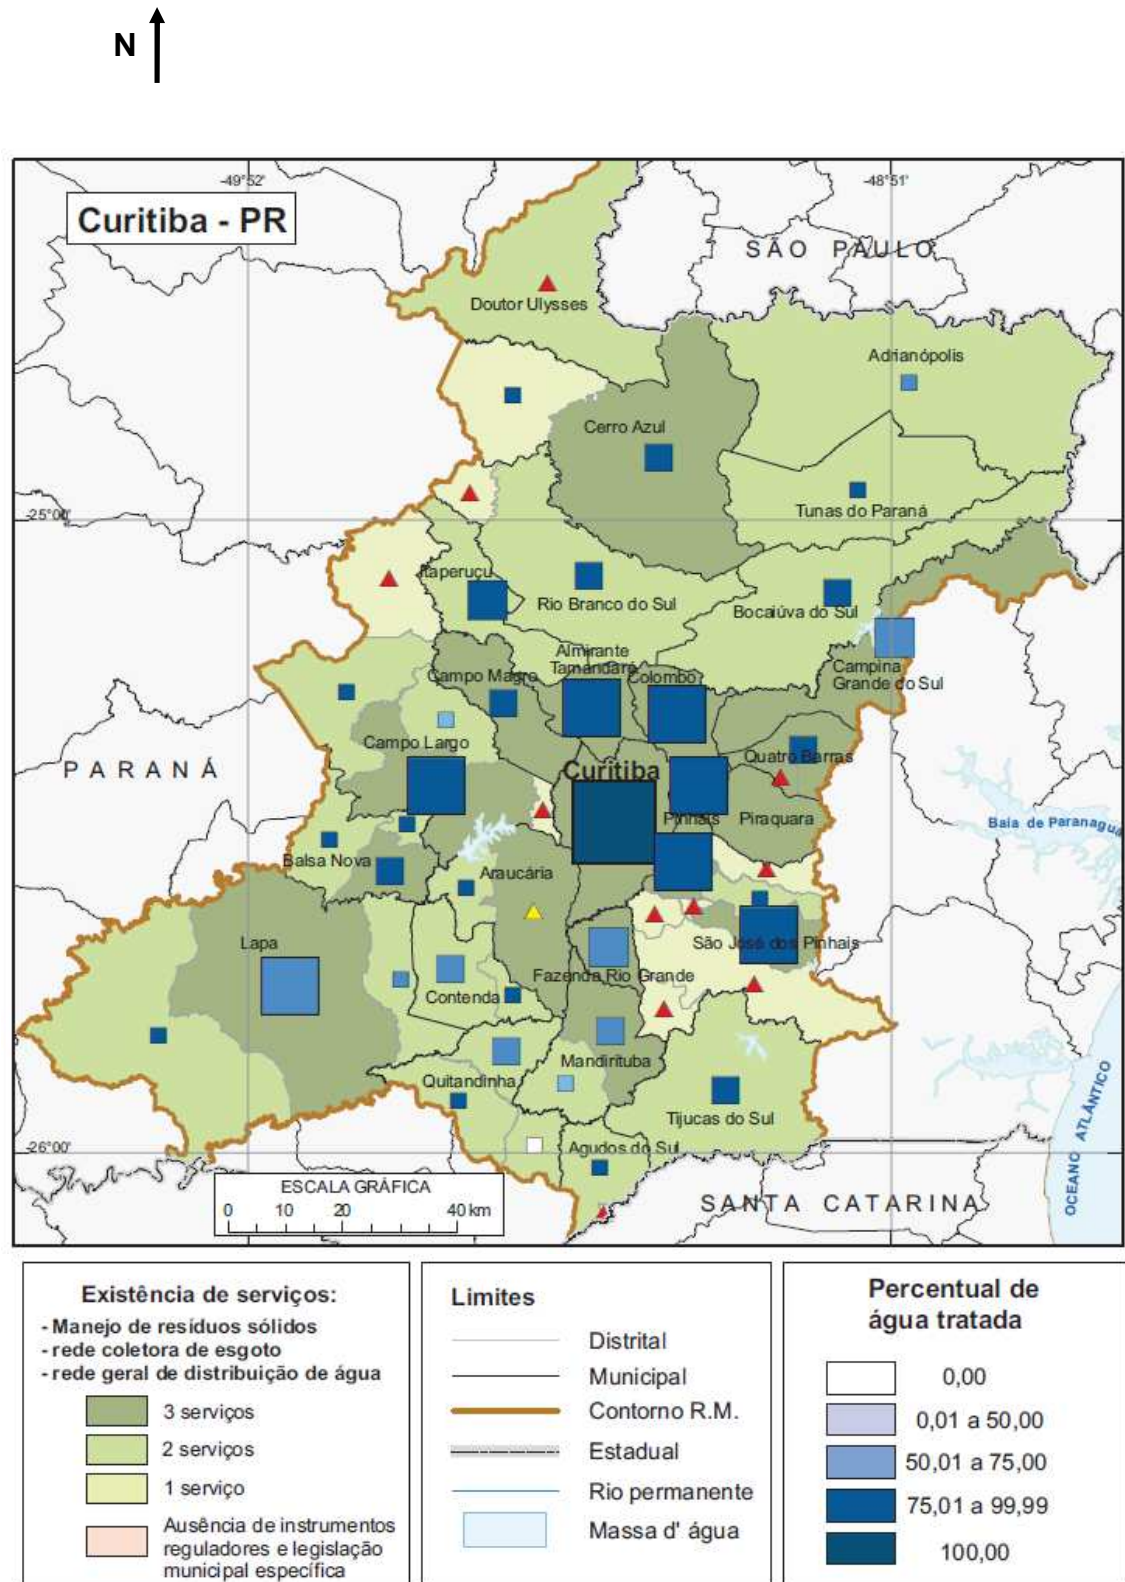 N
-49°52'
-48°51'
Curitiba - PR
SÃO PAULO
Doutor Ulysses
Adrianópolis
Cerro Azul
Tunas do Paraná
-25°00'
Itaperuçu
Rio Branco do Sul
Bocaiúva do Sul
Almirante
Tamandaré
Campo Magro
Colombo
Campina
Grande do Sul
Campo Largo
Quatro Barras
PARANÁ
Curitiba
Pinhais
Piraquara
Baia de Paranagua
Balsa Nova
Araucária
Lapa
São José dos Pinhais
Fazenda Rio Grande
Contenda
Mandirituba
Quitandinha
Tijucas do Sul
Agudos do Sul
-26°00'
OCEANO ATLÂNTICO
SANTA CATARINA
ESCALA GRÁFICA
0 10 20 40 km
Existência de serviços:
- Manejo de resíduos sólidos
- rede coletora de esgoto
- rede geral de distribuição de água
3 serviços
2 serviços
1 serviço
Ausência de instrumentos
reguladores e legislação
municipal específica
Limites
Distrital
Municipal
Contorno R.M.
Estadual
Rio permanente
Massa d' água
Percentual de
água tratada
0,00
0,01 a 50,00
50,01 a 75,00
75,01 a 99,99
100,00